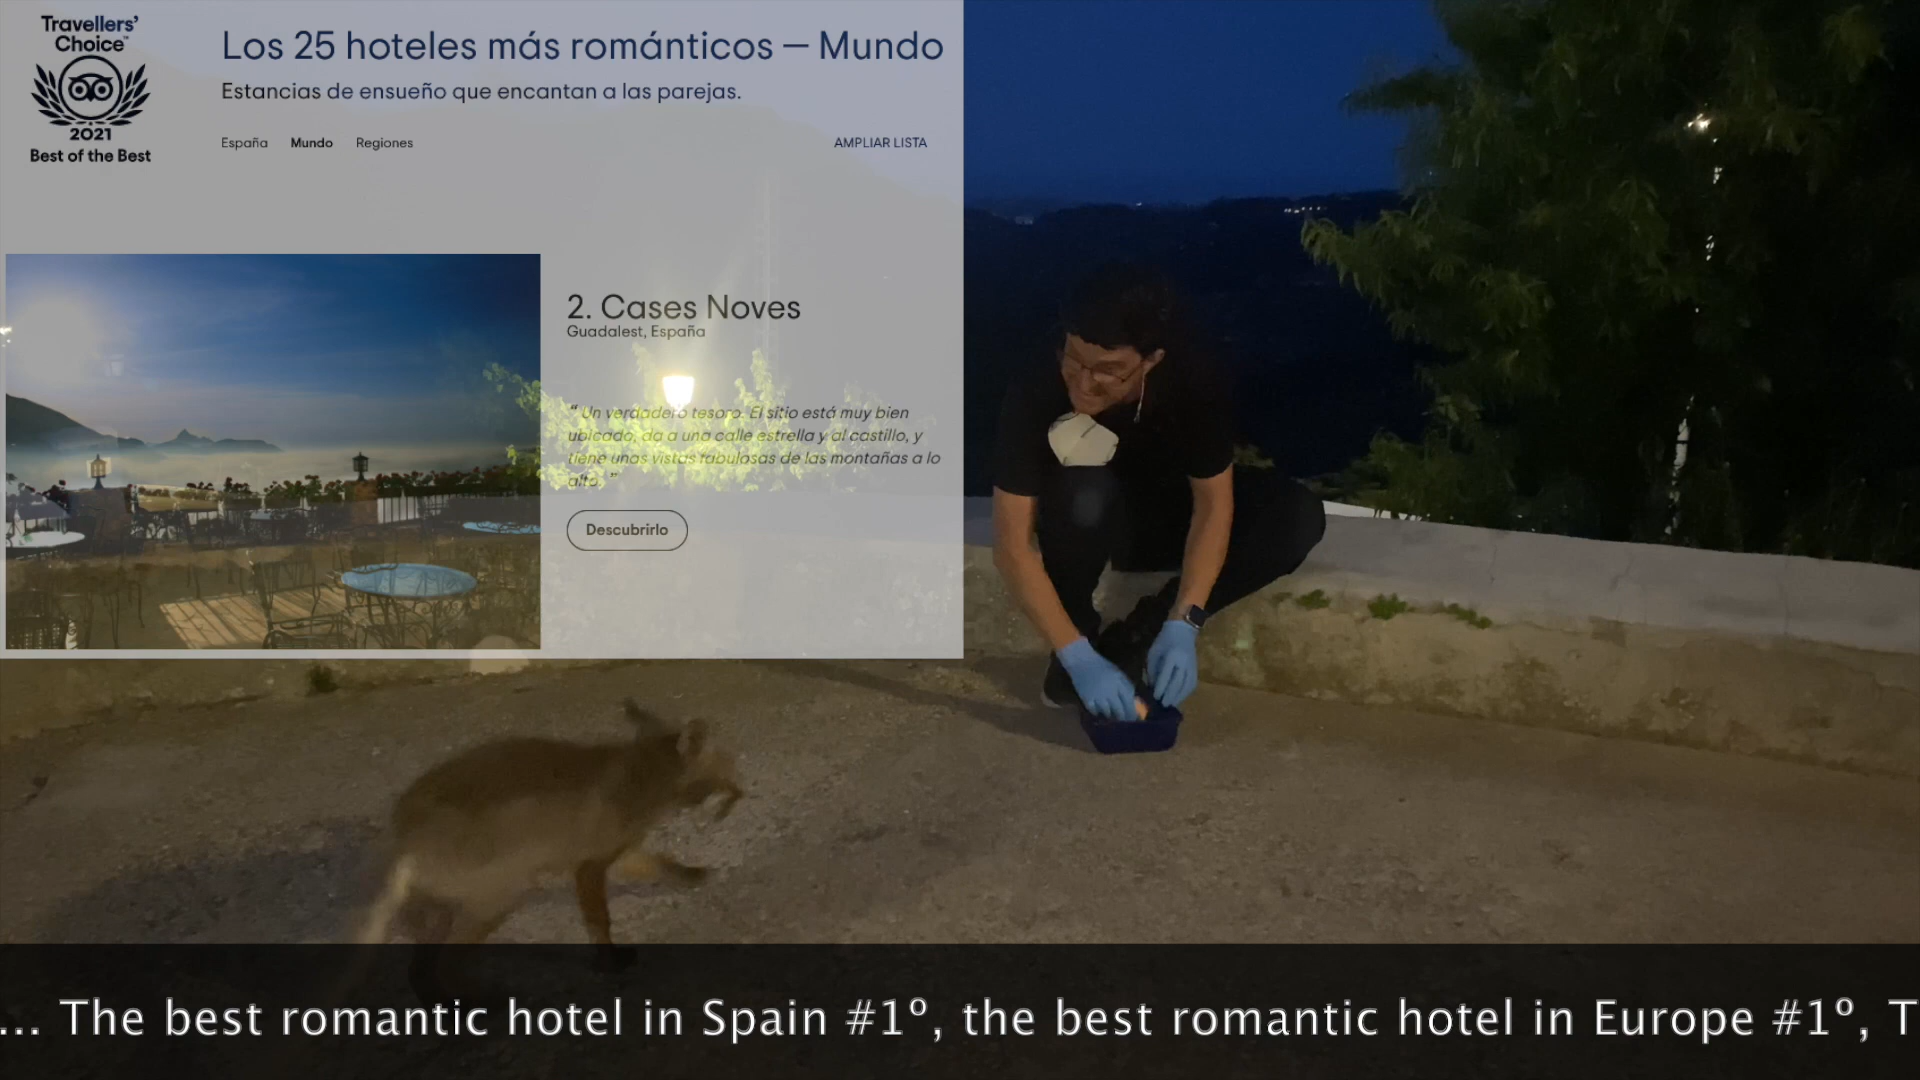 Travellers'
Choice™
2021
Best of the Best
Los 25 hoteles más románticos — Mundo
Estancias de ensueño que encantan a las parejas.
España Mundo Regiones AMPLIAR LISTA
2. Cases Noves
Guadalest, España
“ Un verdadero tesoro. El sitio está muy bien
ubicado, da a una calle estrella y al castillo, y
tiene unas vistas fabulosas de las montañas a lo
alto. ”
Descubrirlo
... The best romantic hotel in Spain #1º, the best romantic hotel in Europe #1º, T